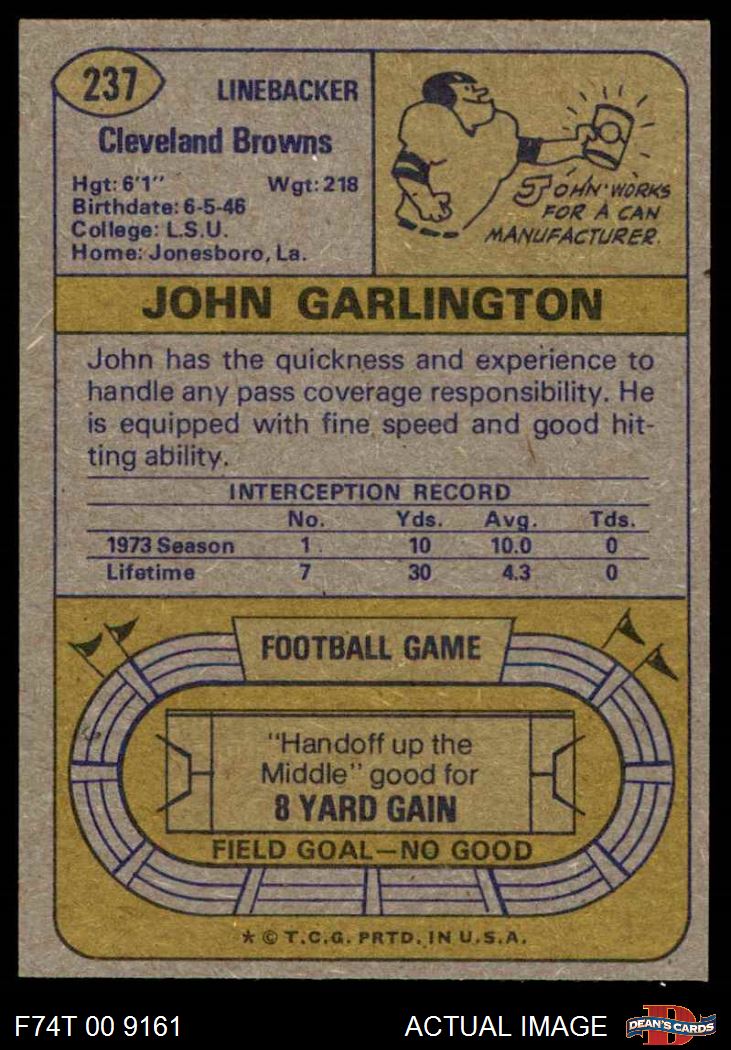 237
LINEBACKER
Cleveland Browns
Hgt: 6'1" Wgt: 218
Birthdate: 6-5-46
College: L.S.U.
Home: Jonesboro, La.
JOHN WORKS
FOR A CAN
MANUFACTURER.
JOHN GARLINGTON
John has the quickness and experience to
handle any pass coverage responsibility. He
is equipped with fine speed and good hit-
ting ability.
INTERCEPTION RECORD
No. Yds. Avg. Tds.
1973 Season 1 10 10.0 0
Lifetime 7 30 4.3 0
FOOTBALL GAME
"Handoff up the
Middle" good for
8 YARD GAIN
FIELD GOAL—NO GOOD
* © T.C.G. PRTD. IN U.S.A.
F74T 00 9161 ACTUAL IMAGE
D
DEAN'S CARDS